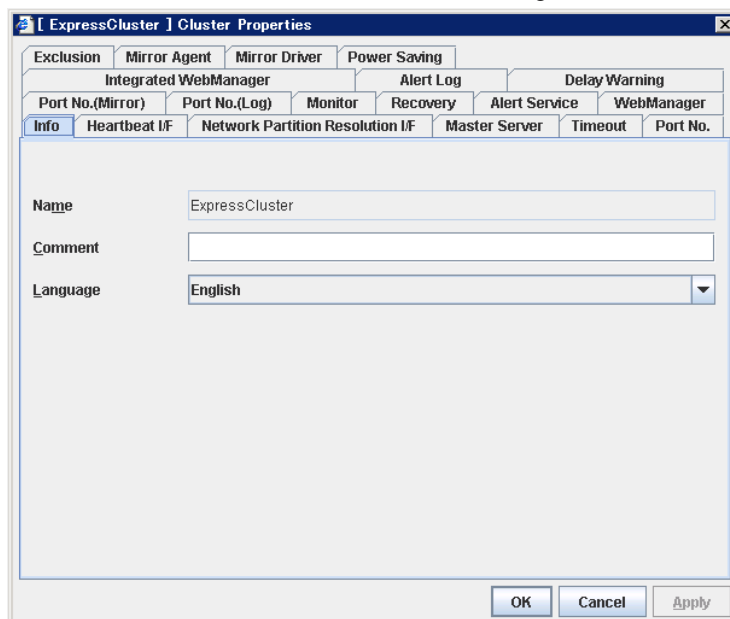 [ ExpressCluster ] Cluster Properties
Exclusion Mirror Agent Mirror Driver Power Saving
Integrated WebManager Alert Log Delay Warning
Port No.(Mirror) Port No.(Log) Monitor Recovery Alert Service WebManager
Info Heartbeat I/F Network Partition Resolution I/F Master Server Timeout Port No.
Name ExpressCluster
Comment
Language English
OK Cancel Apply